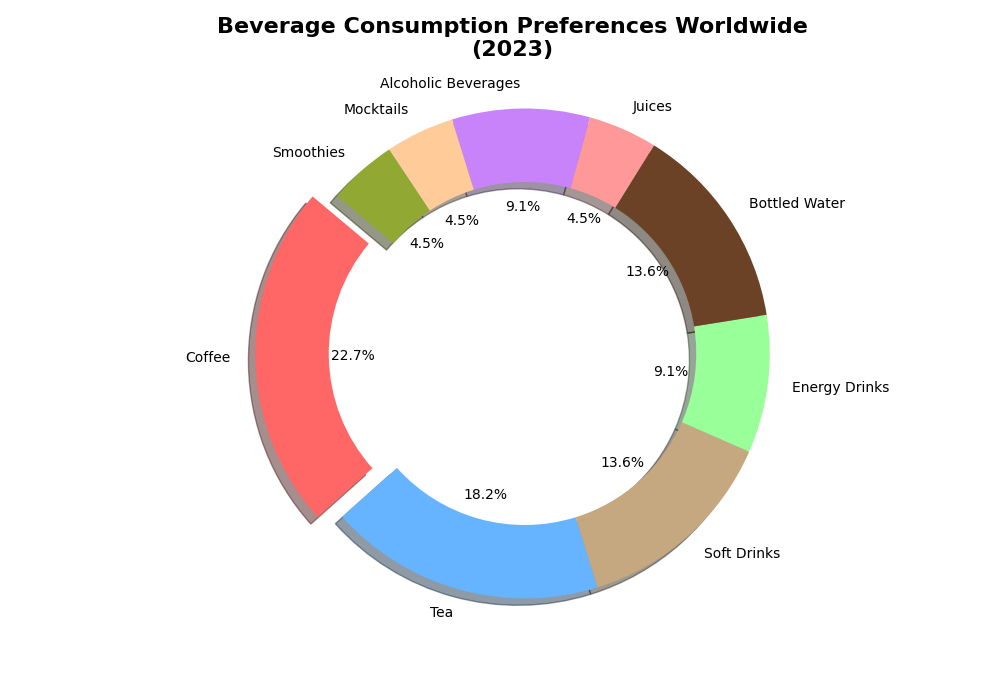 Beverage Consumption Preferences Worldwide
(2023)
Alcoholic Beverages
Mocktails
Juices
Smoothies
Bottled Water
9.1%
4.5%
4.5%
4.5%
13.6%
Coffee
22.7%
9.1%
Energy Drinks
13.6%
18.2%
Soft Drinks
Tea